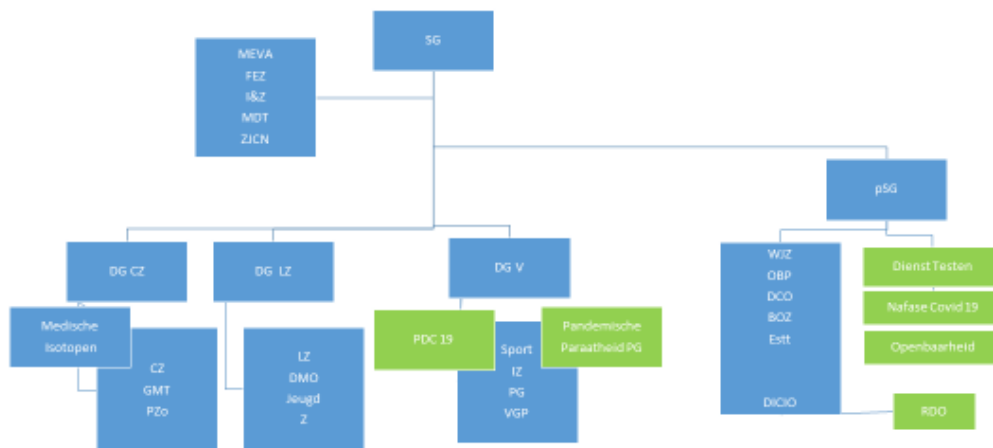 SG
MEVA
FEZ
I&Z
MDT
ZJCN
pSG
DG CZ
DG LZ
DG V
Medische
Isotopen
CZ
GMT
PZo
LZ
DMO
Jeugd
Z
PDC 19
Pandemische
Paraatheid PG
Sport
IZ
PG
VGP
WJZ
OBP
DCO
BOZ
Estt
DICIO
Dienst Testen
Nafase Covid 19
Openbaarheid
RDO